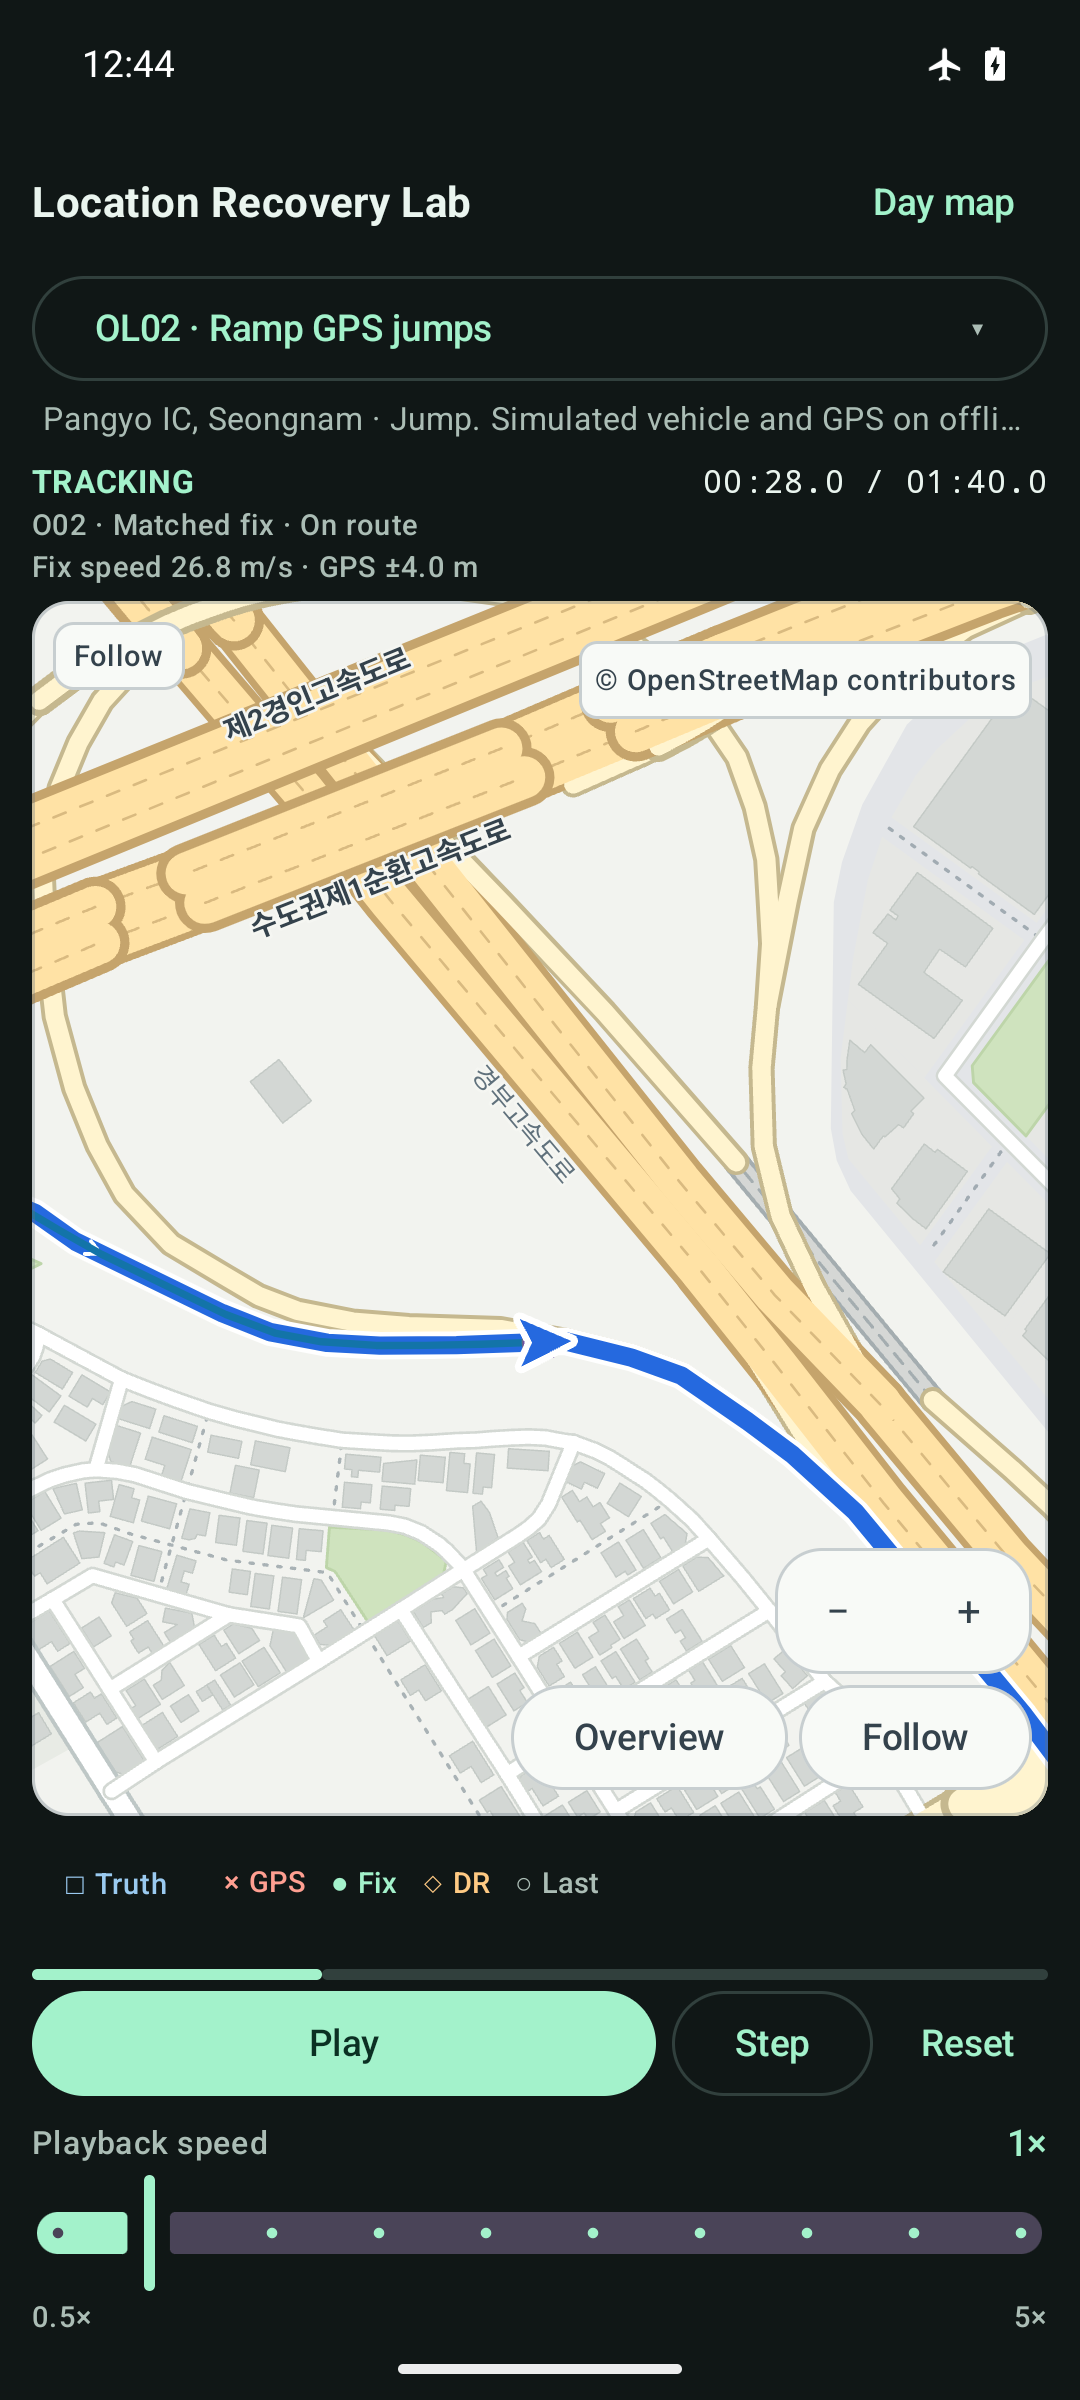 12:44
Location Recovery Lab
Day map
OL02 · Ramp GPS jumps
Pangyo IC, Seongnam · Jump. Simulated vehicle and GPS on offli…
TRACKING
00:28.0 / 01:40.0
O02 · Matched fix · On route
Fix speed 26.8 m/s · GPS ±4.0 m
Follow
© OpenStreetMap contributors
제2경인고속도로
수도권제1순환고속도로
경부고속도로
− +
Overview
Follow
□ Truth × GPS ● Fix ◇ DR ○ Last
Play
Step
Reset
Playback speed
1×
0.5×
5×